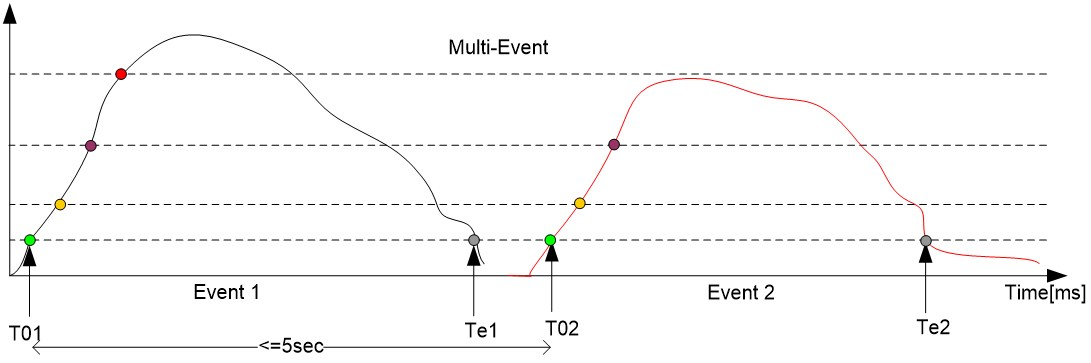 Multi-Event
Event 1
Event 2
Time[ms]
T01
Te1
T02
Te2
<=5sec